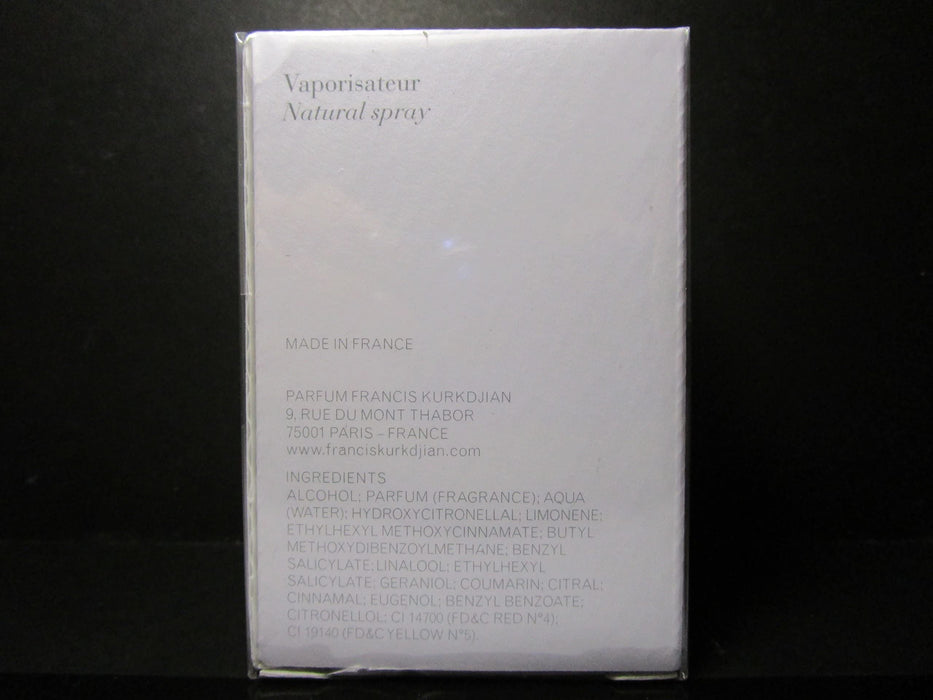 Vaporisateur
Natural spray
MADE IN FRANCE
PARFUM FRANCIS KURKDJIAN
9, RUE DU MONT THABOR
75001 PARIS – FRANCE
www.franciskurkdjian.com
INGREDIENTS
ALCOHOL; PARFUM (FRAGRANCE); AQUA
(WATER); HYDROXYCITRONELLAL; LIMONENE;
ETHYLHEXYL METHOXYCINNAMATE; BUTYL
METHOXYDIBENZOYLMETHANE; BENZYL
SALICYLATE; LINALOOL; ETHYLHEXYL
SALICYLATE; GERANIOL; COUMARIN; CITRAL;
CINNAMAL; EUGENOL; BENZYL BENZOATE;
CITRONELLOL; CI 14700 (FD&C RED N°4);
CI 19140 (FD&C YELLOW N°5).